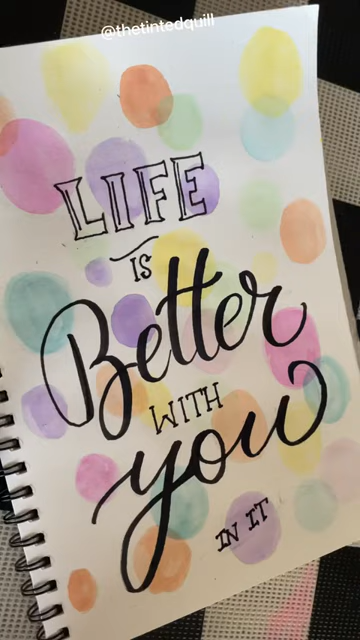 @thetintedquill
LIFE
IS
Better
WITH
you
IN IT